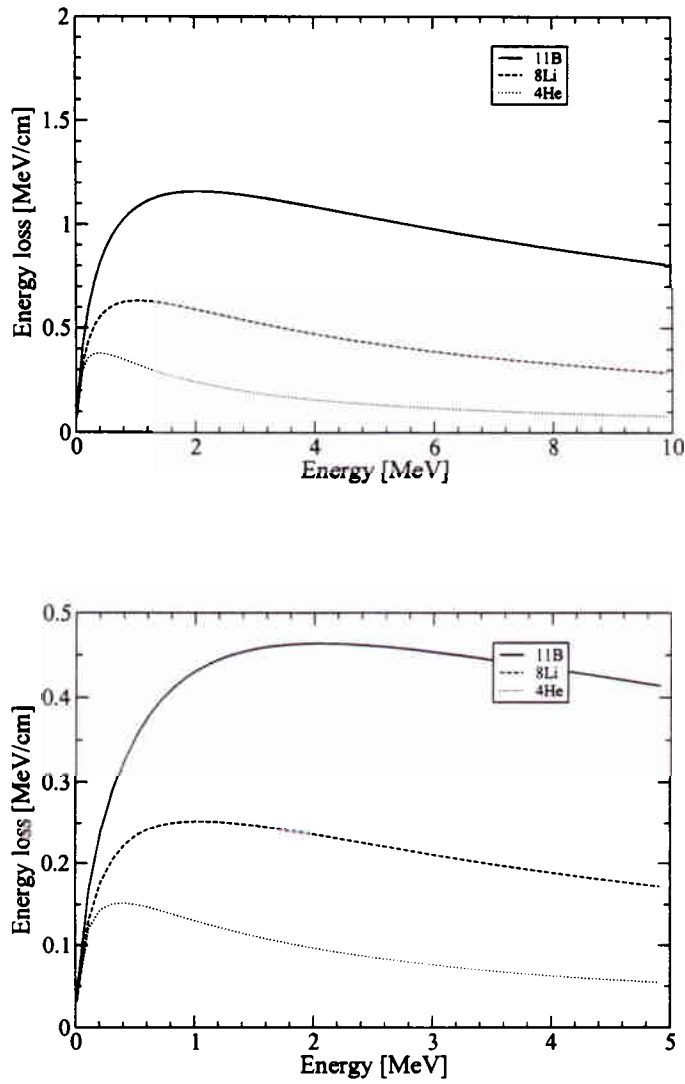 2
1.5
1
0.5
0
Energy loss [MeV/cm]
11B
8Li
4He
0 2 4 6 8 10
Energy [MeV]
0.5
0.4
0.3
0.2
0.1
0
Energy loss [MeV/cm]
11B
8Li
4He
0 1 2 3 4 5
Energy [MeV]